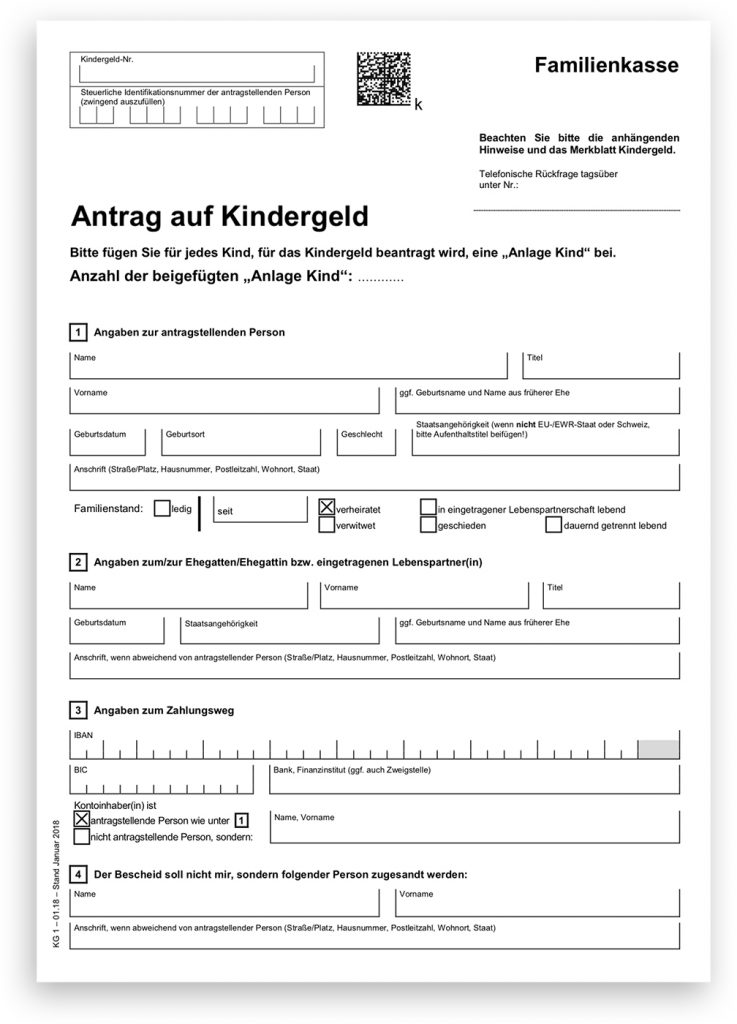 Kindergeld-Nr.
Steuerliche Identifikationsnummer der antragstellenden Person
(zwingend auszufüllen)
k
Familienkasse
Beachten Sie bitte die anhängenden
Hinweise und das Merkblatt Kindergeld.
Telefonische Rückfrage tagsüber
unter Nr.:
Antrag auf Kindergeld
Bitte fügen Sie für jedes Kind, für das Kindergeld beantragt wird, eine „Anlage Kind“ bei.
Anzahl der beigefügten „Anlage Kind“: ............
1 Angaben zur antragstellenden Person
Name Titel
Vorname ggf. Geburtsname und Name aus früherer Ehe
Geburtsdatum Geburtsort Geschlecht Staatsangehörigkeit (wenn nicht EU-/EWR-Staat oder Schweiz,
bitte Aufenthaltstitel beifügen!)
Anschrift (Straße/Platz, Hausnummer, Postleitzahl, Wohnort, Staat)
Familienstand: ledig seit verheiratet in eingetragener Lebenspartnerschaft lebend
verwitwet geschieden dauernd getrennt lebend
2 Angaben zum/zur Ehegatten/Ehegattin bzw. eingetragenen Lebenspartner(in)
Name Vorname Titel
Geburtsdatum Staatsangehörigkeit ggf. Geburtsname und Name aus früherer Ehe
Anschrift, wenn abweichend von antragstellender Person (Straße/Platz, Hausnummer, Postleitzahl, Wohnort, Staat)
3 Angaben zum Zahlungsweg
IBAN
BIC Bank, Finanzinstitut (ggf. auch Zweigstelle)
Kontoinhaber(in) ist
antragstellende Person wie unter 1 Name, Vorname
nicht antragstellende Person, sondern:
4 Der Bescheid soll nicht mir, sondern folgender Person zugesandt werden:
Name Vorname
Anschrift, wenn abweichend von antragstellender Person (Straße/Platz, Hausnummer, Postleitzahl, Wohnort, Staat)
KG 1 – 01.18 – Stand Januar 2018